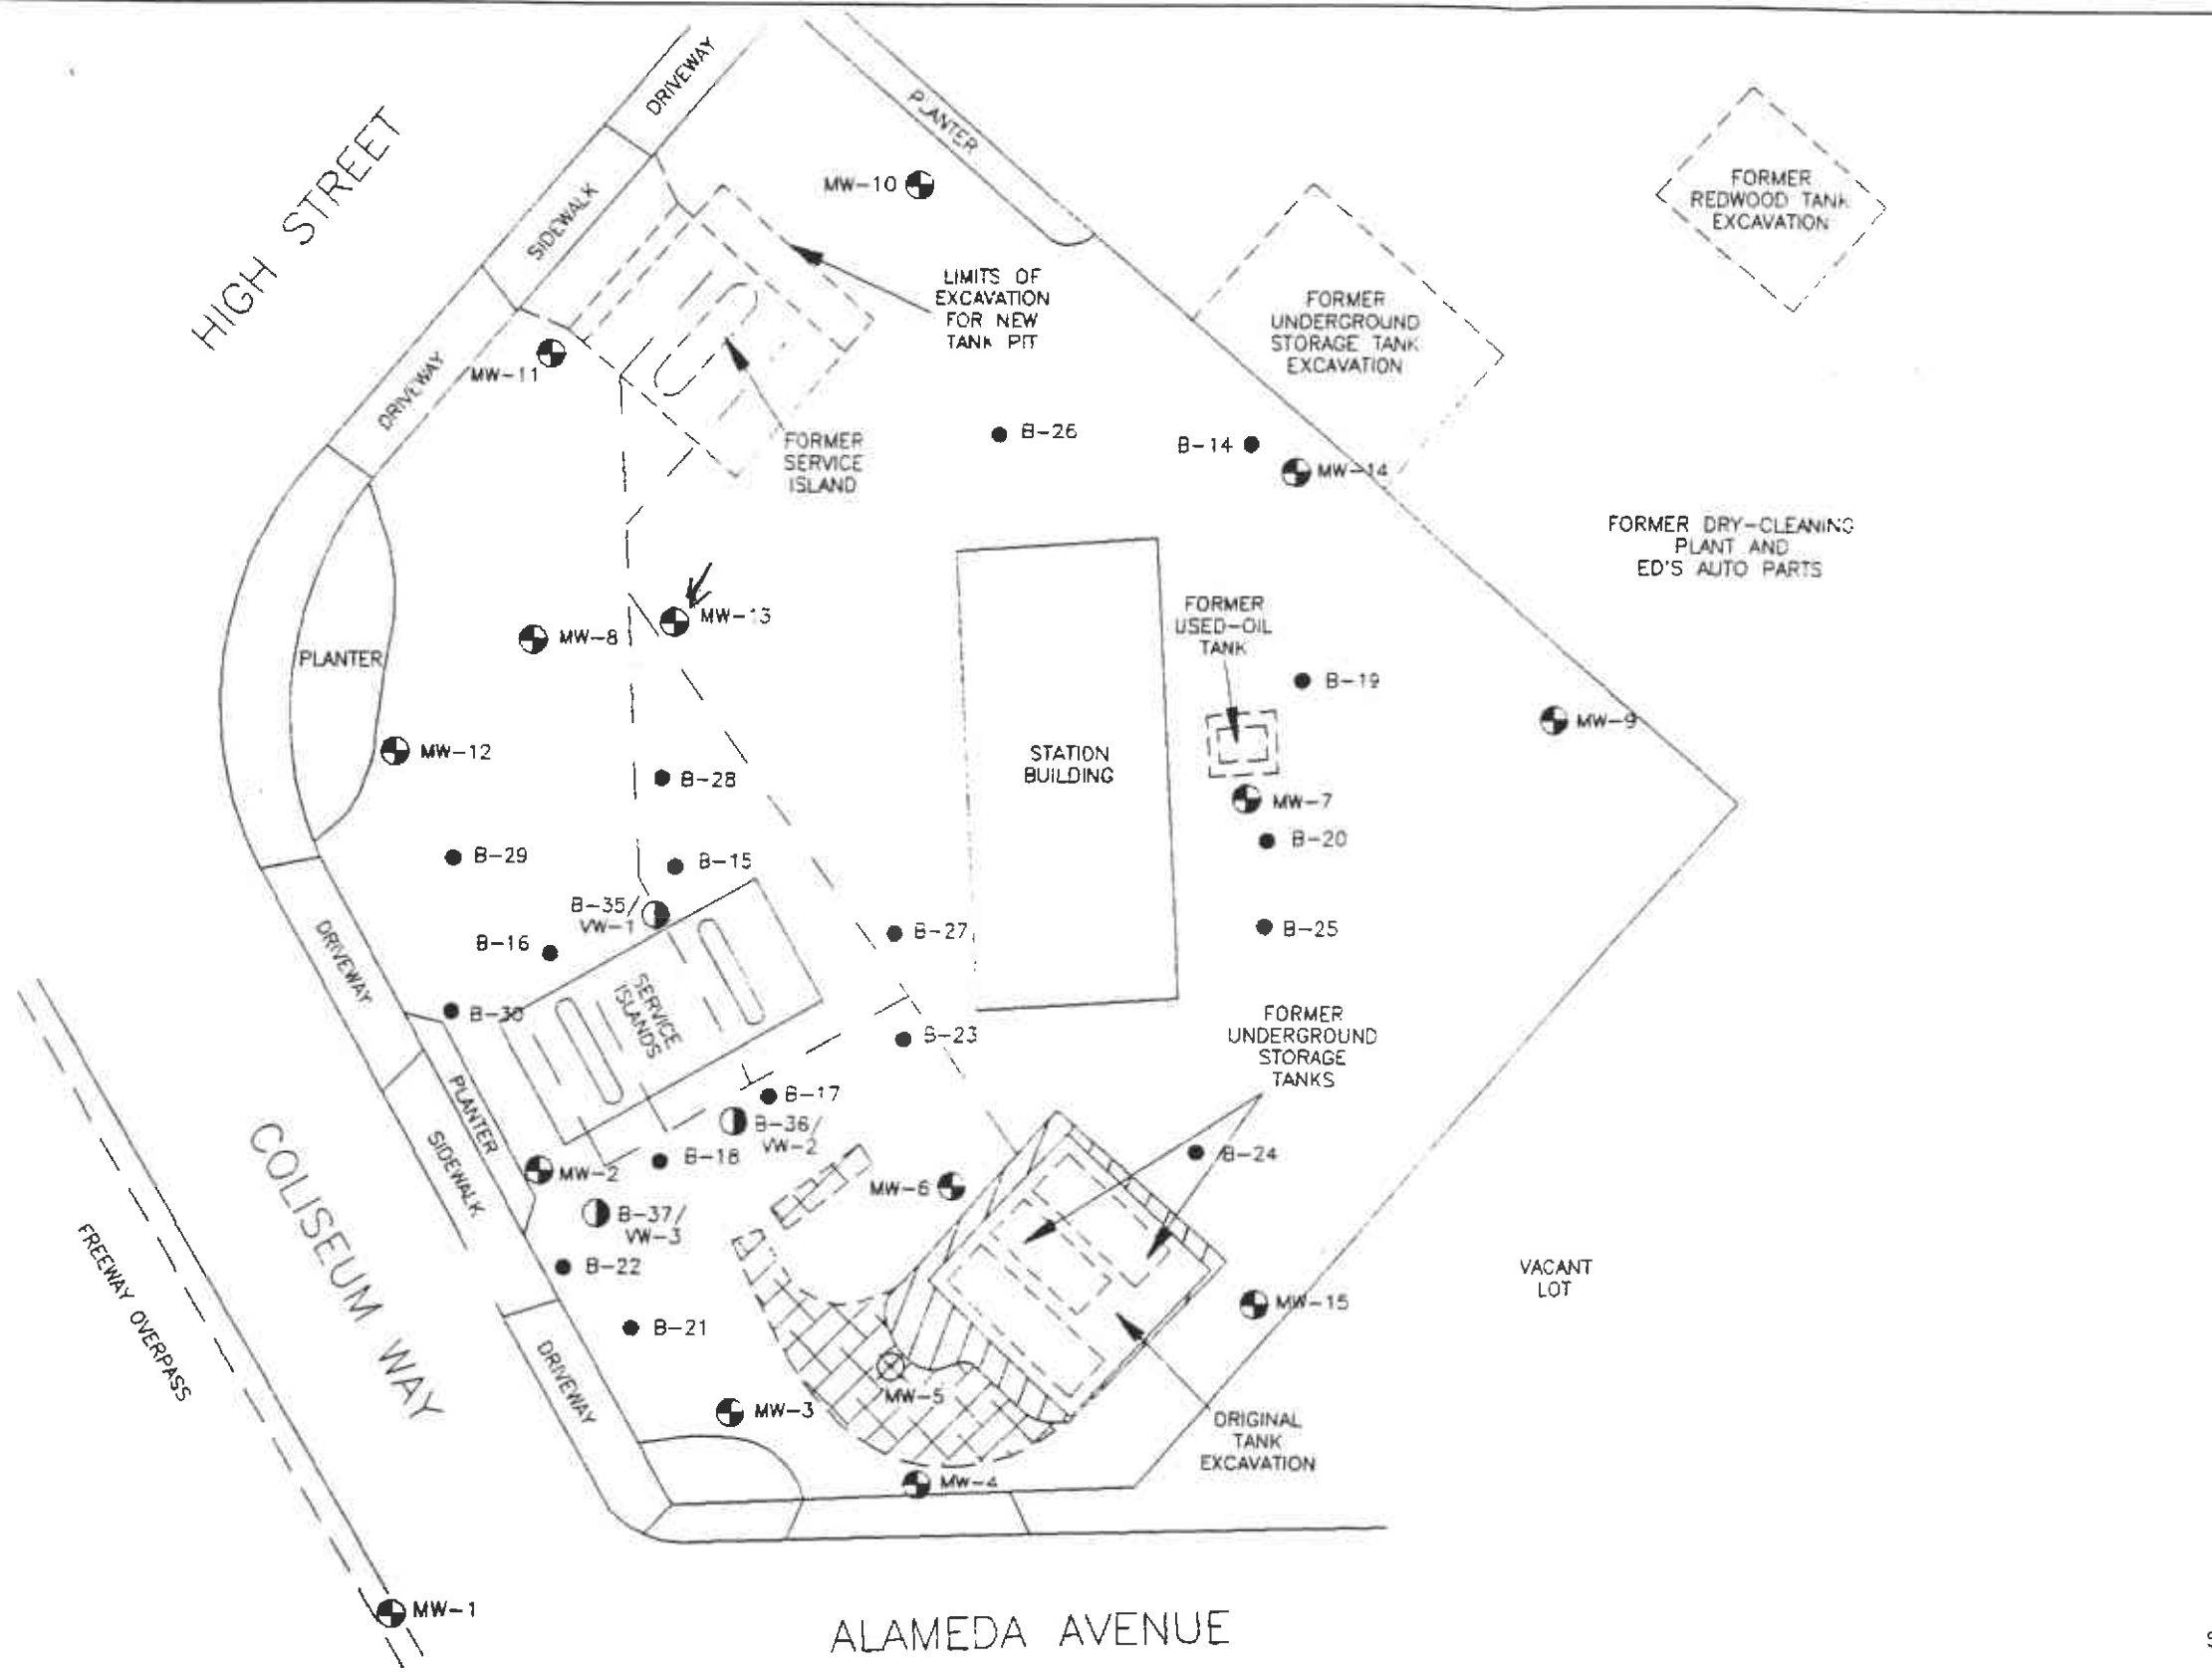 DRIVEWAY
PLANTER
HIGH STREET
SIDEWALK
MW-10
FORMER
REDWOOD TANK
EXCAVATION
LIMITS OF
EXCAVATION
FOR NEW
TANK PIT
FORMER
UNDERGROUND
STORAGE TANK
EXCAVATION
DRIVEWAY
MW-11
FORMER
SERVICE
ISLAND
B-26
B-14
MW-14
FORMER DRY-CLEANING
PLANT AND
ED'S AUTO PARTS
MW-13
MW-8
FORMER
USED-OIL
TANK
PLANTER
B-19
MW-9
MW-12
STATION
BUILDING
B-28
MW-7
B-20
B-29
B-15
B-35/
VW-1
B-16
B-27
B-25
DRIVEWAY
SERVICE
ISLANDS
B-30
B-23
FORMER
UNDERGROUND
STORAGE
TANKS
PLANTER
B-17
B-36/
VW-2
SIDEWALK
B-18
B-24
MW-2
MW-6
B-37/
VW-3
COLISEUM WAY
FREEWAY OVERPASS
B-22
VACANT
LOT
MW-15
B-21
DRIVEWAY
MW-5
MW-3
ORIGINAL
TANK
EXCAVATION
MW-4
MW-1
ALAMEDA AVENUE